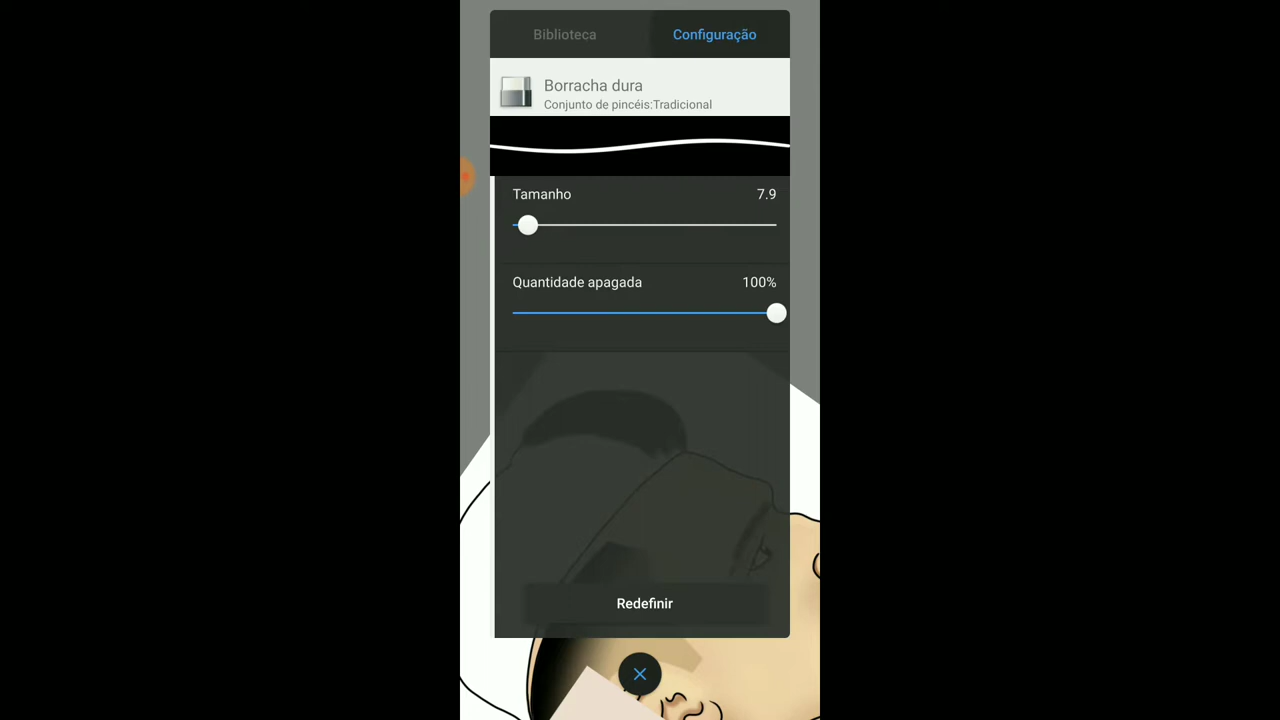 Biblioteca
Configuração
Borracha dura
Conjunto de pincéis:Tradicional
Tamanho 7.9
Quantidade apagada 100%
Redefinir